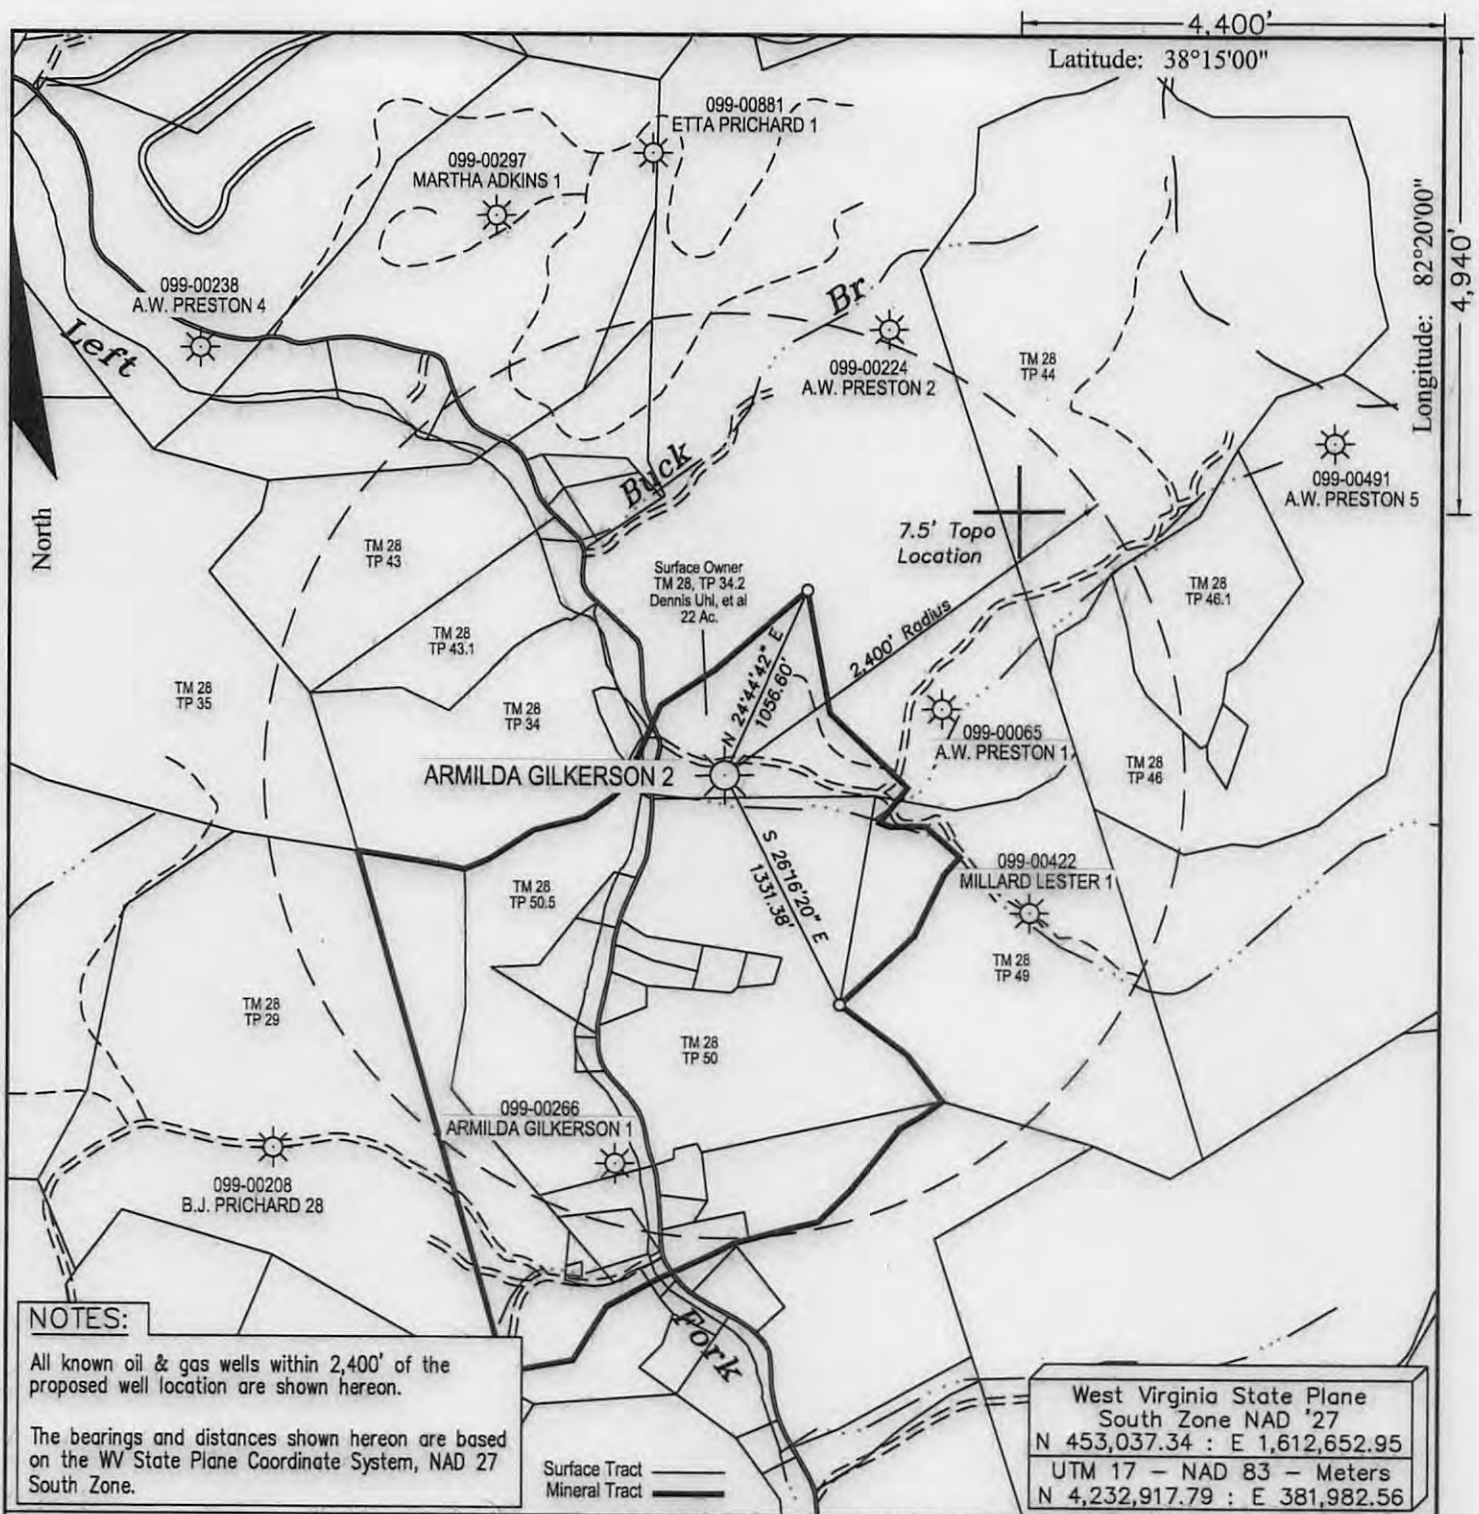 4,400'
Latitude: 38°15'00"
Longitude: 82°20'00"
4,940'
099-00881
ETTA PRICHARD 1
099-00297
MARTHA ADKINS 1
099-00238
A.W. PRESTON 4
Left
Br
099-00224
A.W. PRESTON 2
TM 28
TP 44
099-00491
A.W. PRESTON 5
Buck
North
7.5' Topo
Location
TM 28
TP 43
Surface Owner
TM 28, TP 34.2
Dennis Uhl, et al
22 Ac.
TM 28
TP 46.1
TM 28
TP 43.1
2,400' Radius
N 24°44'42" E
1056.60'
TM 28
TP 35
TM 28
TP 34
099-00065
A.W. PRESTON 1
ARMILDA GILKERSON 2
TM 28
TP 46
S 26°16'20" E
1331.38'
099-00422
MILLARD LESTER 1
TM 28
TP 50.5
TM 28
TP 49
TM 28
TP 29
TM 28
TP 50
099-00266
ARMILDA GILKERSON 1
099-00208
B.J. PRICHARD 28
Fork
NOTES:
All known oil & gas wells within 2,400' of the
proposed well location are shown hereon.
The bearings and distances shown hereon are based
on the WV State Plane Coordinate System, NAD 27
South Zone.
Surface Tract
Mineral Tract
West Virginia State Plane
South Zone NAD '27
N 453,037.34 : E 1,612,652.95
UTM 17 - NAD 83 - Meters
N 4,232,917.79 : E 381,982.56